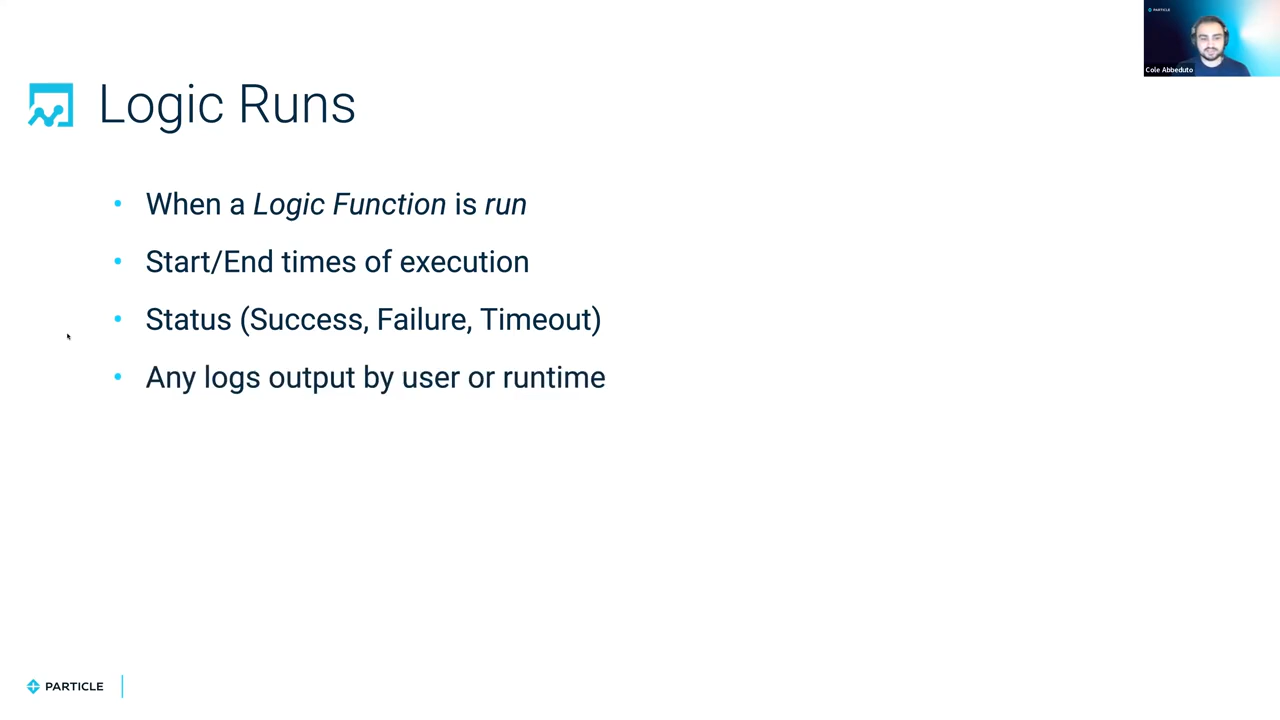 PARTICLE
Cole Abbeduto
Logic Runs
• When a Logic Function is run
• Start/End times of execution
• Status (Success, Failure, Timeout)
• Any logs output by user or runtime
PARTICLE